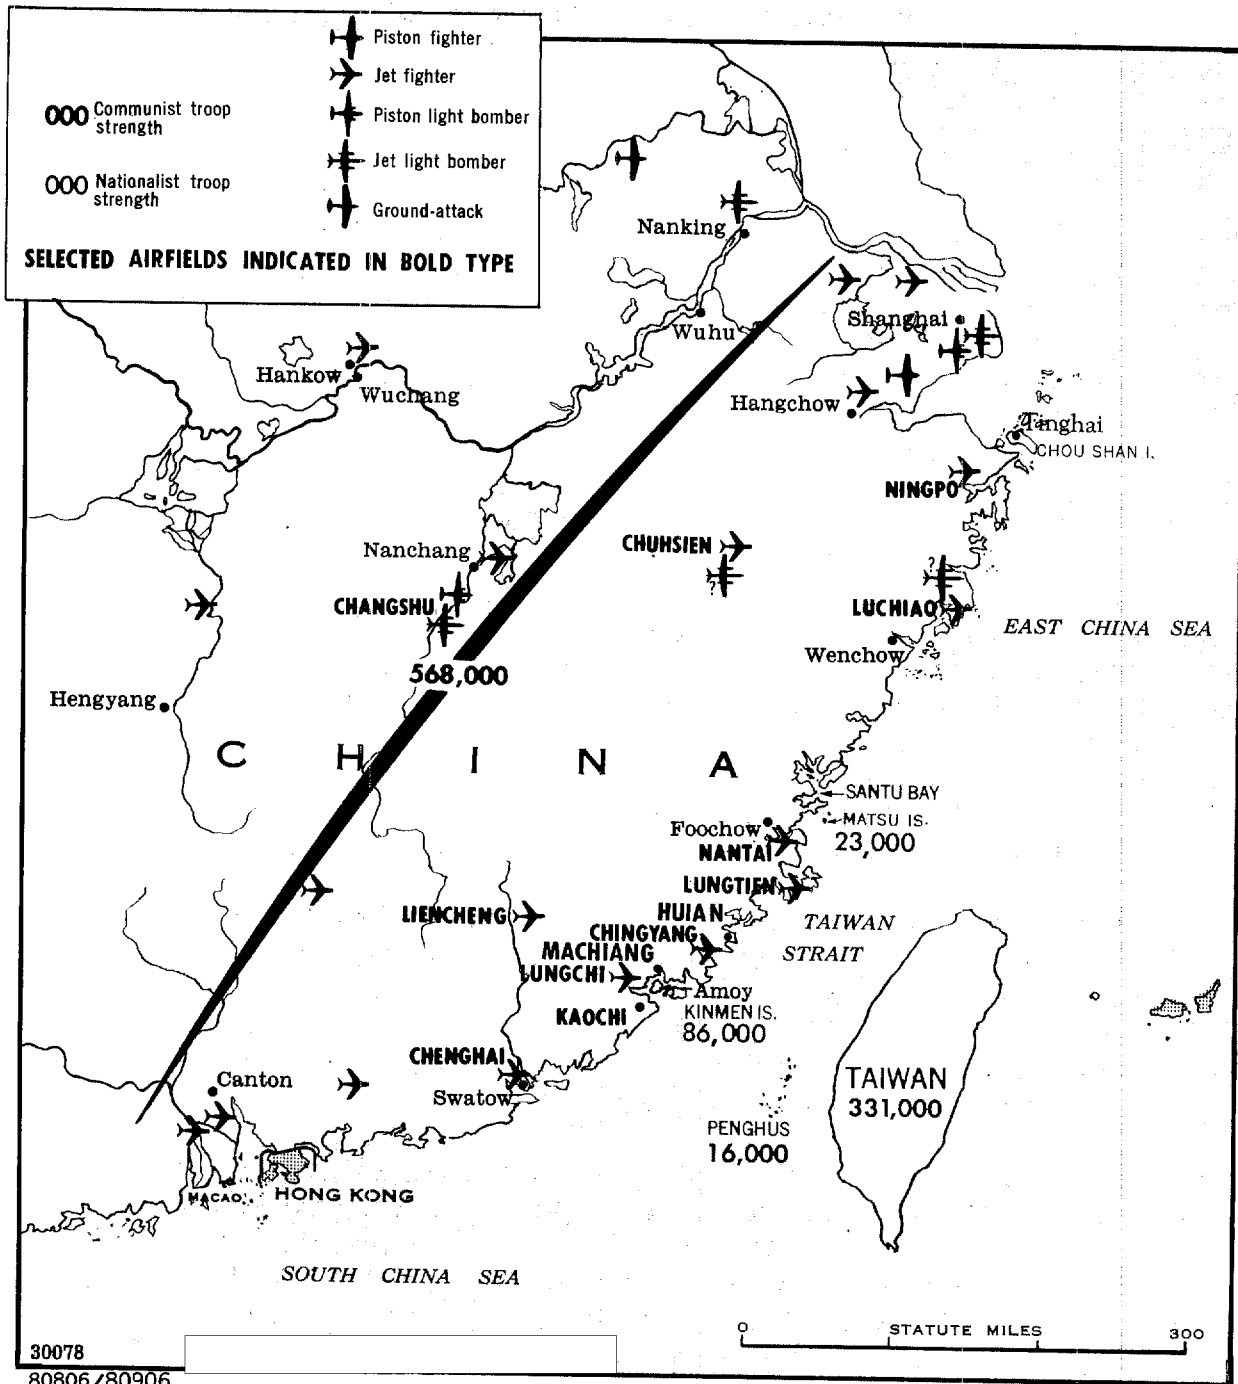 Piston fighter
Jet fighter
000 Communist troop
strength
Piston light bomber
Jet light bomber
000 Nationalist troop
strength
Ground-attack
SELECTED AIRFIELDS INDICATED IN BOLD TYPE
Nanking
Wuhu
Shanghai
Hankow
Wuchang
Hangchow
Tinghai
CHOU SHAN I.
NINGPO
CHUHSIEN
?
Nanchang
?
CHANGSHU
LUCHIAO
EAST CHINA SEA
Wenchow
568,000
Hengyang
CHINA
SANTU BAY
MATSU IS.
23,000
Foochow
NANTAI
LUNGTIEN
LIENCHENG
HUIAN
TAIWAN
STRAIT
CHINGYANG
MACHIANG
LUNGCHI
Amoy
KINMEN IS.
86,000
KAOCHI
CHENGHAI
Swatow
Canton
TAIWAN
331,000
PENGHUS
16,000
MACAO
HONG KONG
SOUTH CHINA SEA
0 STATUTE MILES 300
30078
80806/80906